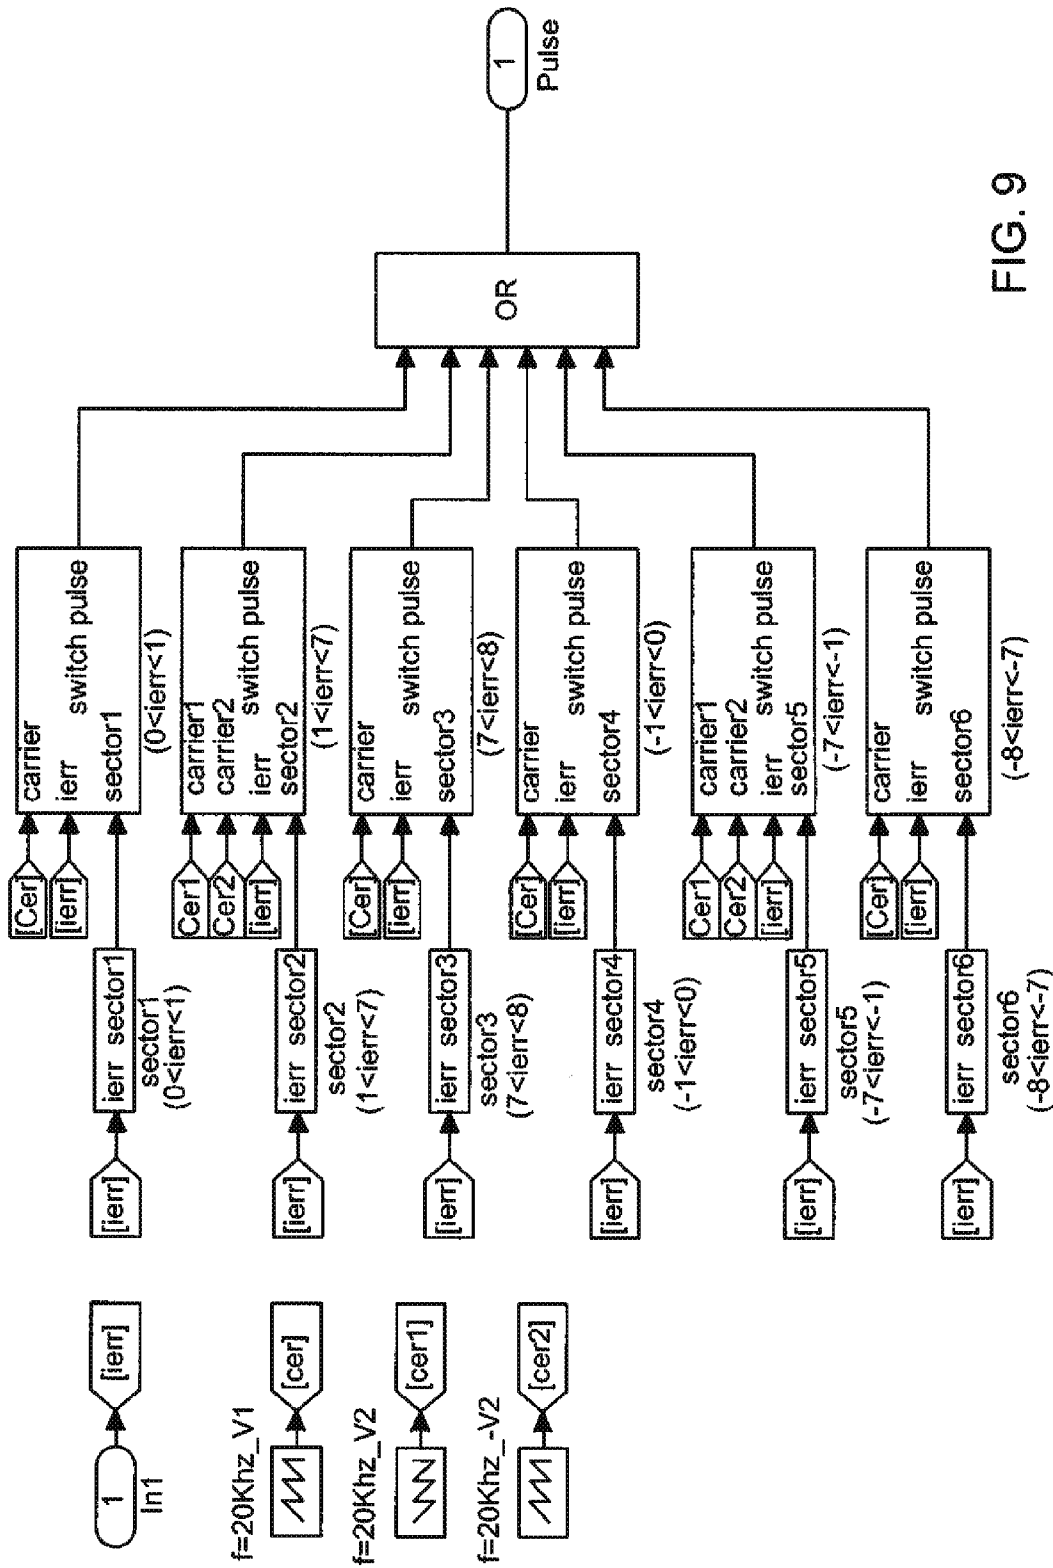 1
In1
[ierr]
f=20Khz_V1
[cer]
f=20Khz_V2
[cer1]
f=20Khz_-V2
[cer2]
[ierr]
ierr sector1
sector1
(0<ierr<1)
[Cer]
[ierr]
carrier
ierr
switch pulse
sector1
(0<ierr<1)
[ierr]
ierr sector2
sector2
(1<ierr<7)
Cer1
Cer2
[ierr]
carrier1
carrier2
switch pulse
ierr
sector2
(1<ierr<7)
[ierr]
ierr sector3
sector3
(7<ierr<8)
[Cer]
[ierr]
carrier
ierr
switch pulse
sector3
(7<ierr<8)
[ierr]
ierr sector4
sector4
(-1<ierr<0)
[Cer]
[ierr]
carrier
ierr
switch pulse
sector4
(-1<ierr<0)
[ierr]
ierr sector5
sector5
(-7<ierr<-1)
Cer1
Cer2
[ierr]
carrier1
carrier2
switch pulse
ierr
sector5
(-7<ierr<-1)
[ierr]
ierr sector6
sector6
(-8<ierr<-7)
[Cer]
[ierr]
carrier
ierr
switch pulse
sector6
(-8<ierr<-7)
OR
1
Pulse
FIG. 9